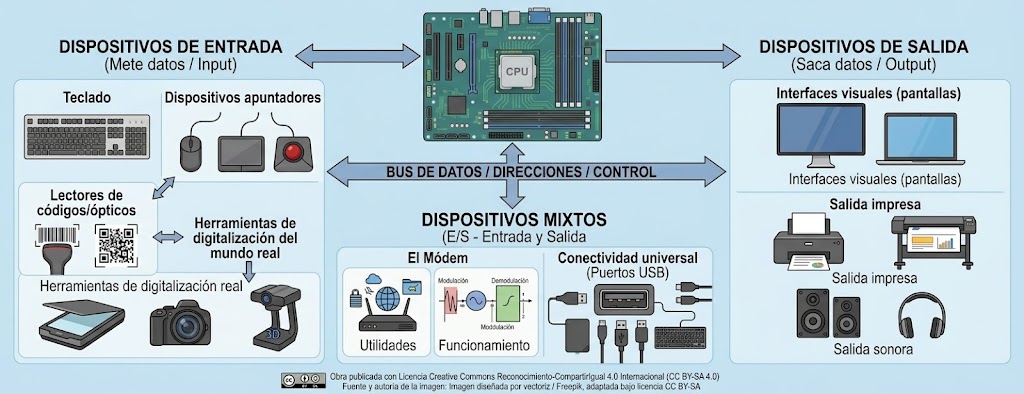 DISPOSITIVOS DE ENTRADA
(Mete datos / Input)
Teclado
Dispositivos apuntadores
Lectores de
códigos/ópticos
Herramientas de
digitalización del
mundo real
Herramientas de digitalización real
3D
CPU
BUS DE DATOS / DIRECCIONES / CONTROL
DISPOSITIVOS MIXTOS
(E/S - Entrada y Salida
El Módem
Utilidades
Modulación
Demodulación
Funcionamiento
Conectividad universal
(Puertos USB)
DISPOSITIVOS DE SALIDA
(Saca datos / Output)
Interfaces visuales (pantallas)
Interfaces visuales (pantallas)
Salida impresa
Salida impresa
Salida sonora
Obra publicada con Licencia Creative Commons Reconocimiento-CompartirIgual 4.0 Internacional (CC BY-SA 4.0)
Fuente y autoria de la imagen: Imagen diseñada por vectoriz / Freepik, adaptada bajo licencia CC BY-SA